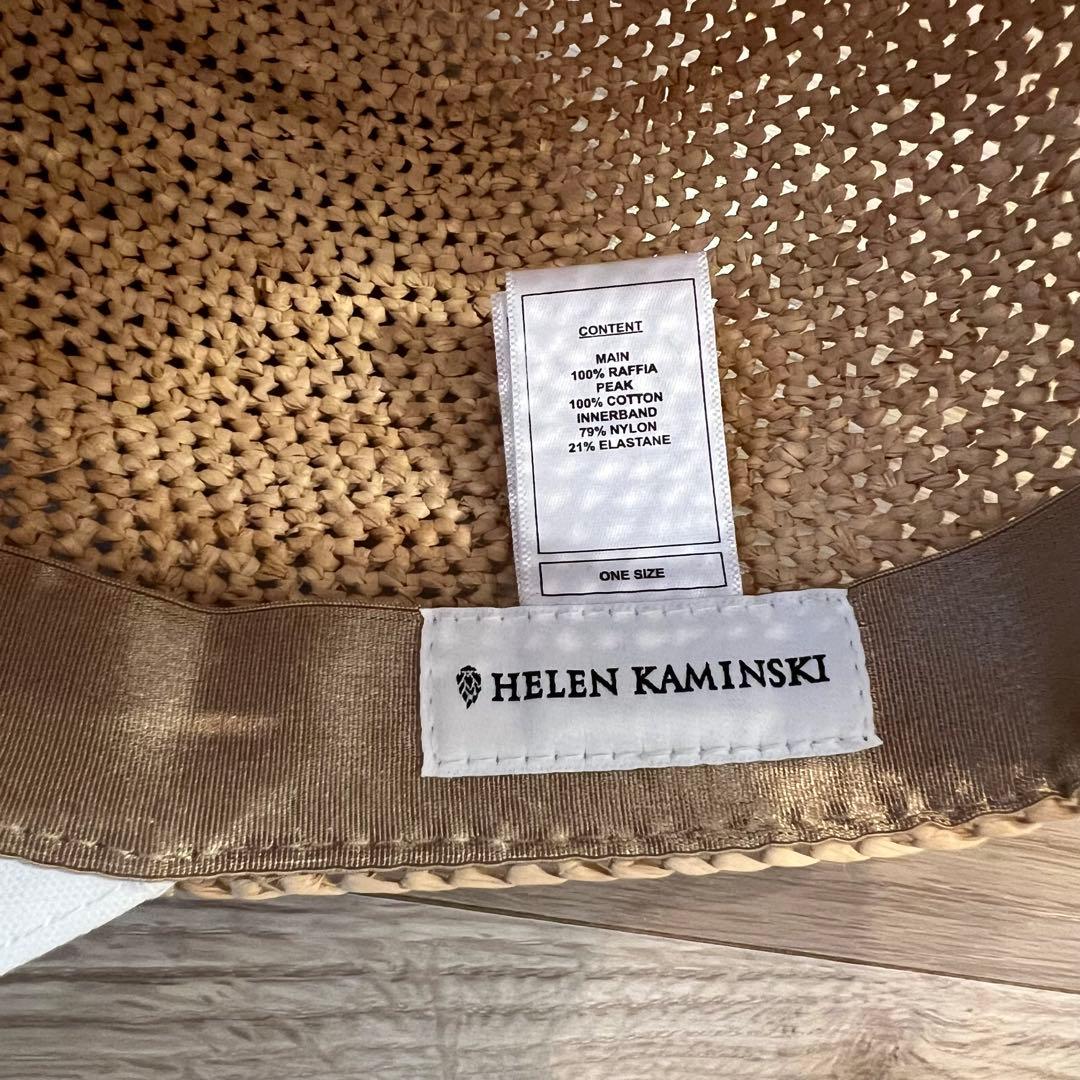 CONTENT
MAIN
100% RAFFIA
PEAK
100% COTTON
INNERBAND
79% NYLON
21% ELASTANE
ONE SIZE
HELEN KAMINSKI